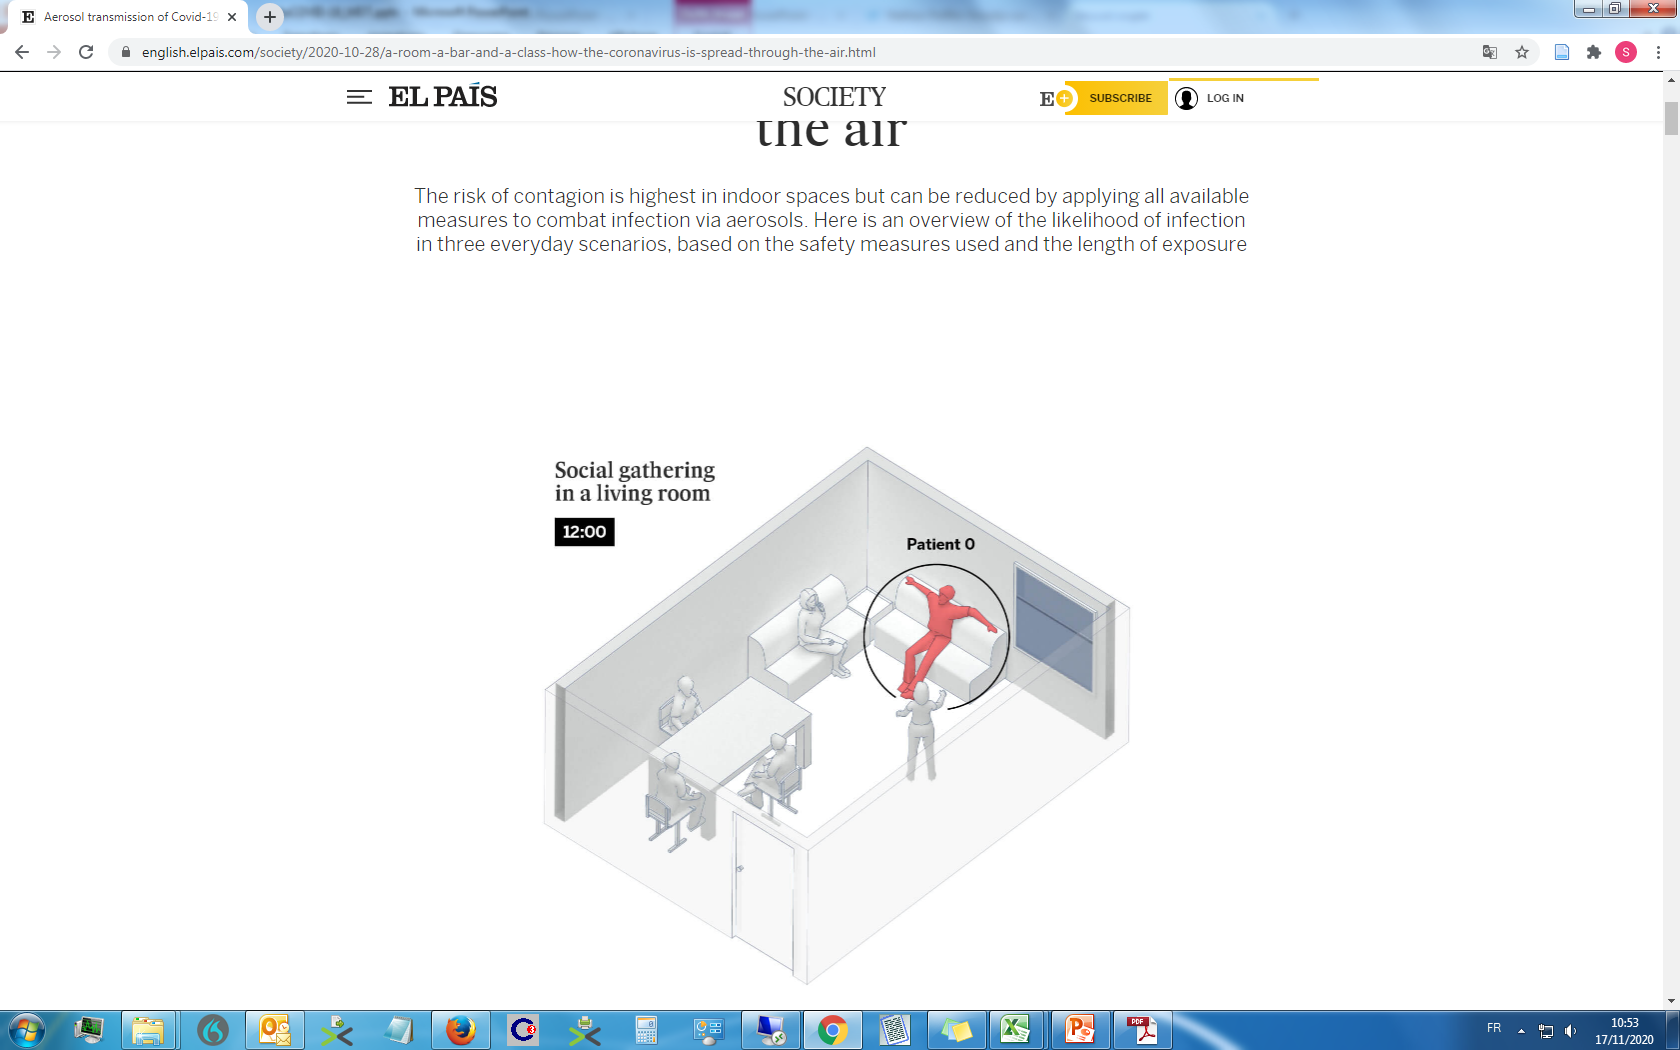 Aerosol transmission of Covid-19
english.elpais.com/society/2020-10-28/a-room-a-bar-and-a-class-how-the-coronavirus-is-spread-through-the-air.html
S
EL PAÍS
SOCIETY
E+
SUBSCRIBE
LOG IN
the air
The risk of contagion is highest in indoor spaces but can be reduced by applying all available
measures to combat infection via aerosols. Here is an overview of the likelihood of infection
in three everyday scenarios, based on the safety measures used and the length of exposure
Social gathering
in a living room
12:00
Patient 0
FR
10:53
17/11/2020